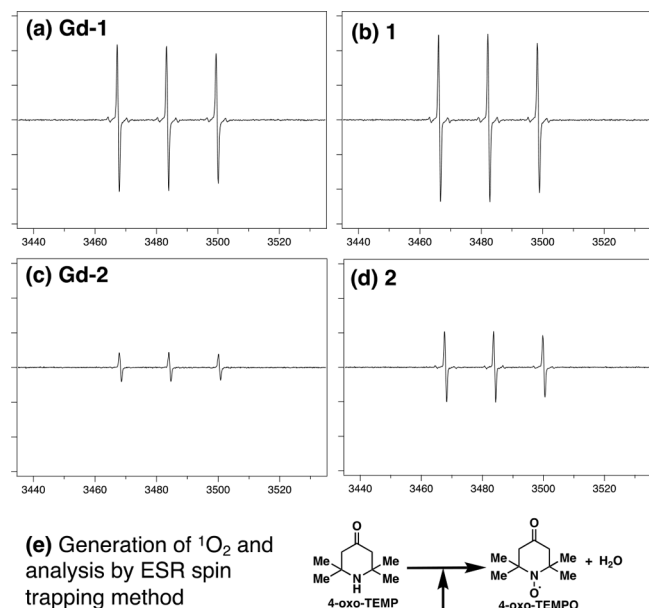 (a) Gd-1
3440 3460 3480 3500 3520
(b) 1
3440 3460 3480 3500 3520
(c) Gd-2
3440 3460 3480 3500 3520
(d) 2
3440 3460 3480 3500 3520
(e) Generation of ¹O₂ and
analysis by ESR spin
trapping method
O
Me Me
Me N Me
H
4-oxo-TEMP
O
Me Me
Me N Me
O•
4-oxo-TEMPO
+ H₂O